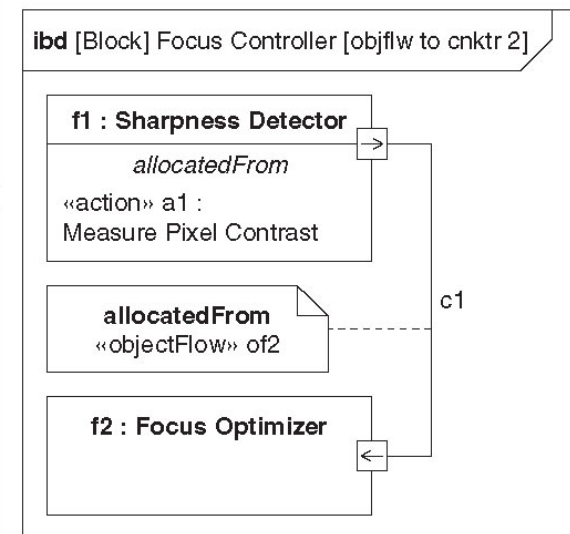 ibd [Block] Focus Controller [objflw to cnktr 2]
f1 : Sharpness Detector
allocatedFrom
«action» a1 :
Measure Pixel Contrast
c1
allocatedFrom
«objectFlow» of2
f2 : Focus Optimizer